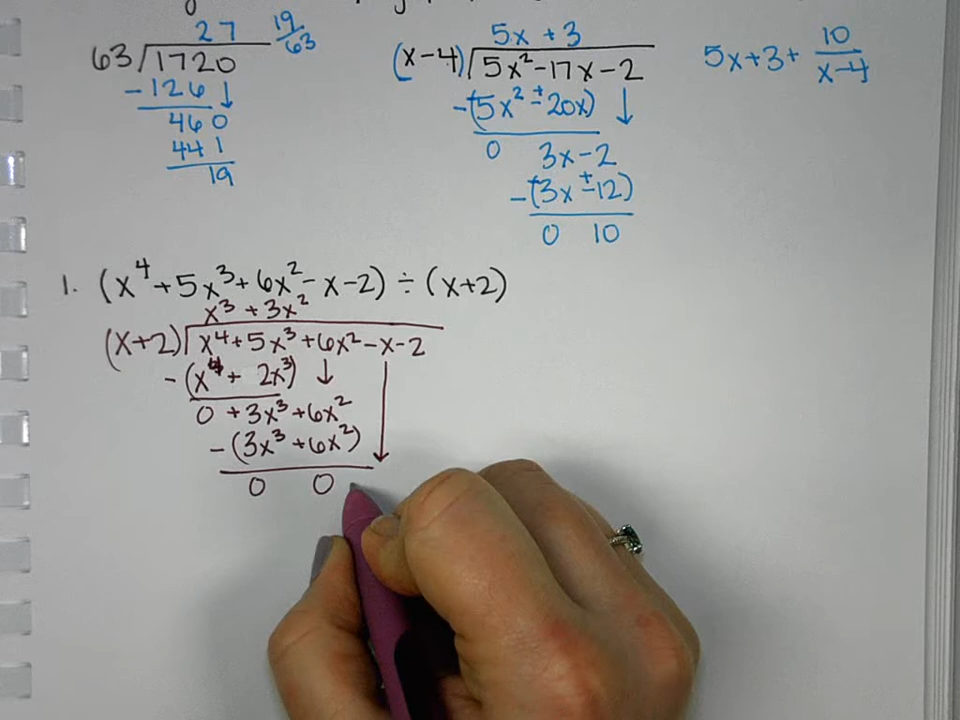 27 19/63
63)1720
-126↓
460
441
19
5x + 3
(x-4))5x²-17x-2
-(5x² ± 20x) ↓
0 3x-2
-(3x ± 12)
0 10
5x+3+ 10/(x-4)
1. (x⁴+5x³+6x²-x-2)÷(x+2)
x³ + 3x²
(x+2))x⁴+5x³+6x²-x-2
-(x⁴+ 2x³) ↓
0 +3x³+6x²
-(3x³+6x²)
0 0